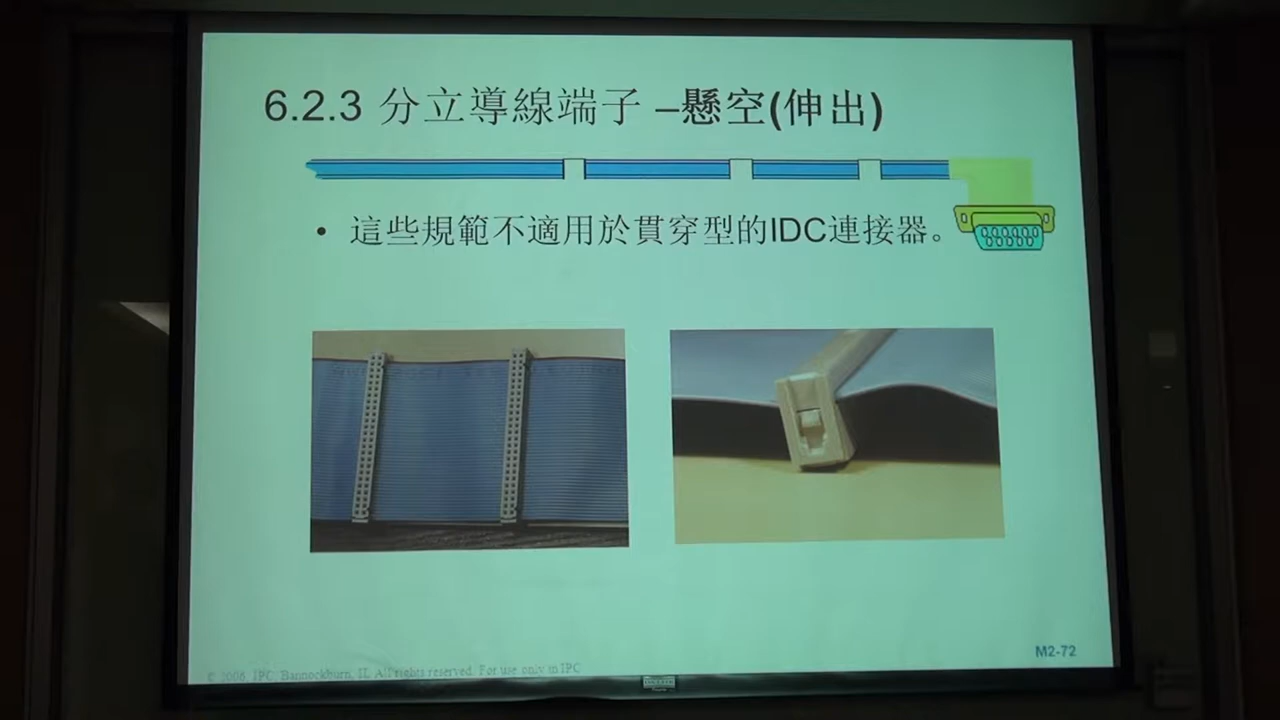 6.2.3 分立導線端子 –懸空(伸出)
• 這些規範不適用於貫穿型的IDC連接器。
M2-72
© 2006, IPC, Bannockburn, IL All rights reserved. For use only in IPC